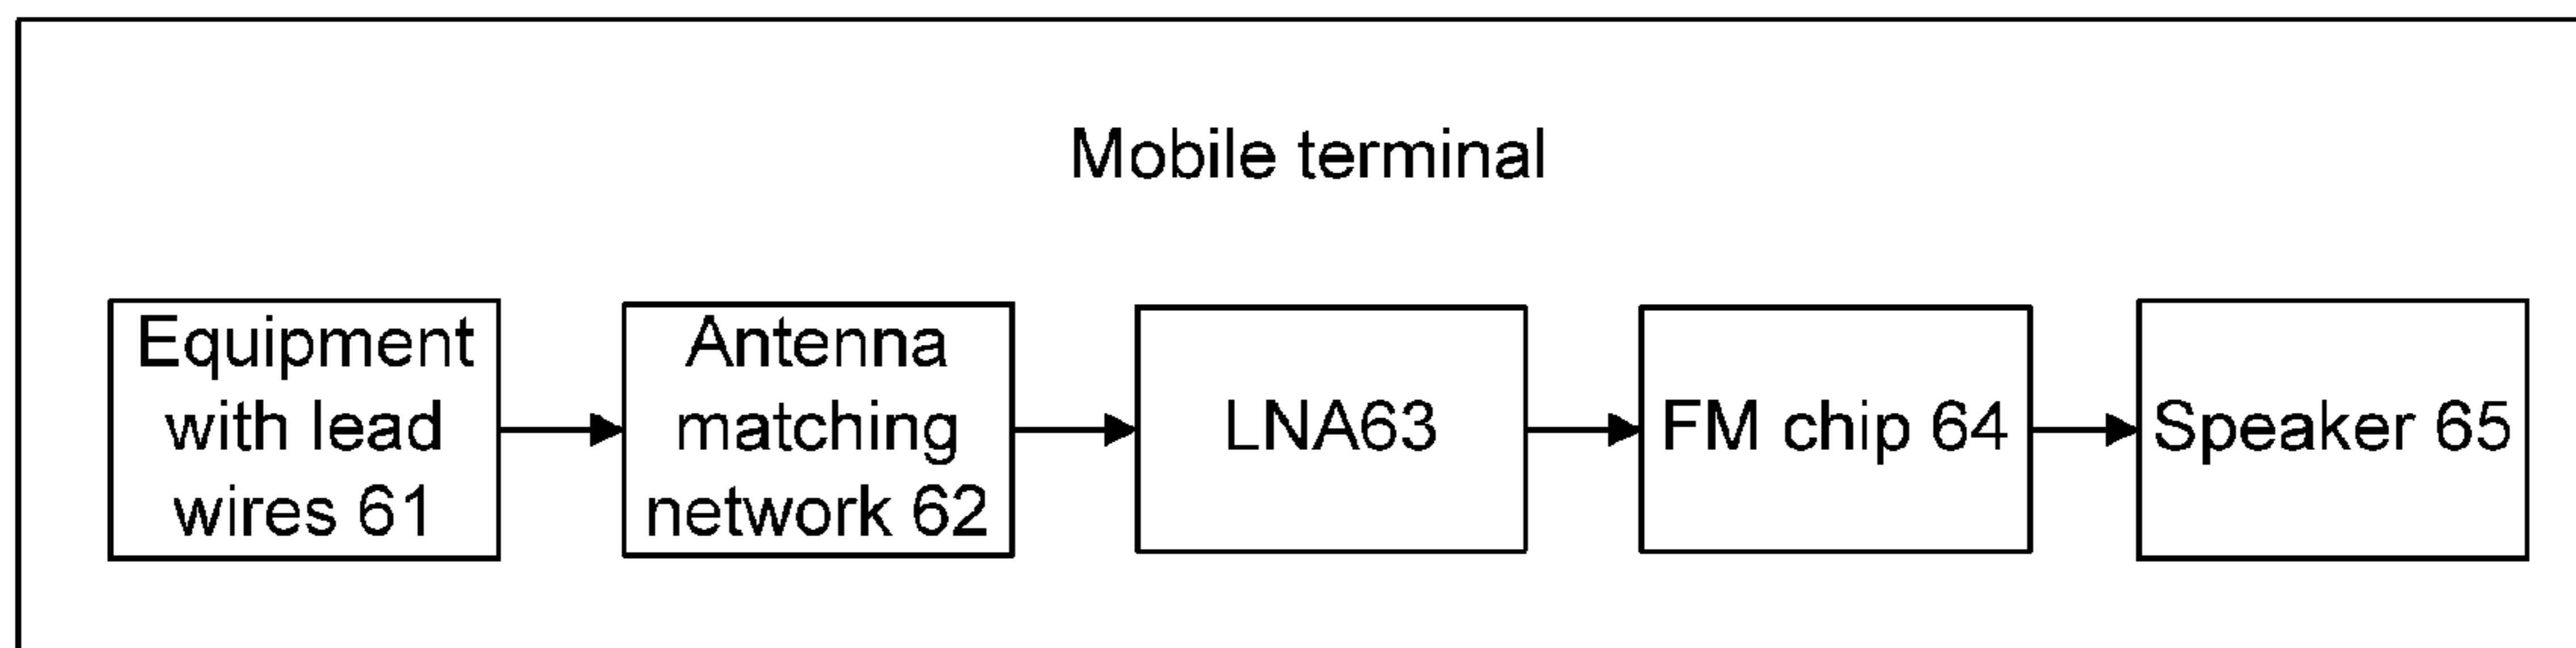 Mobile terminal
Equipment
with lead
wires 61
Antenna
matching
network 62
LNA63
FM chip 64
Speaker 65